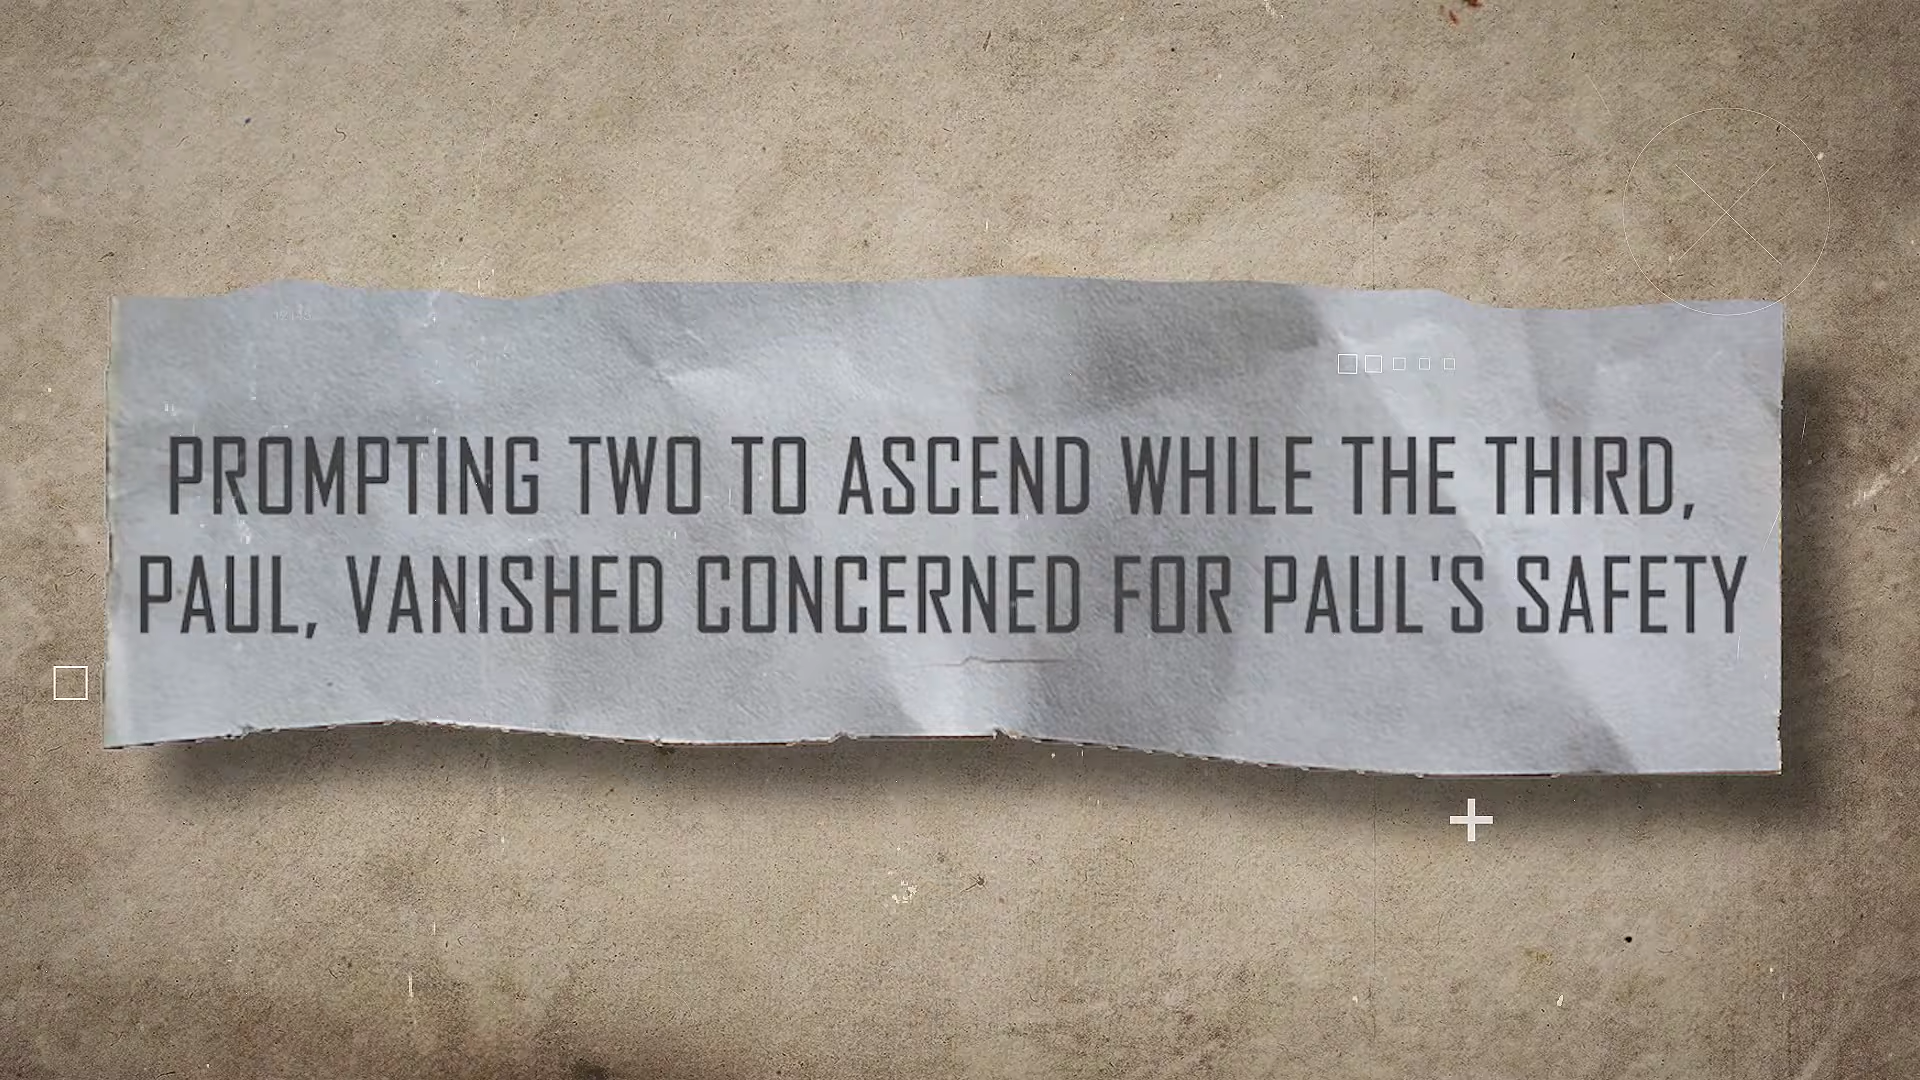 PROMPTING TWO TO ASCEND WHILE THE THIRD,
PAUL, VANISHED CONCERNED FOR PAUL'S SAFETY